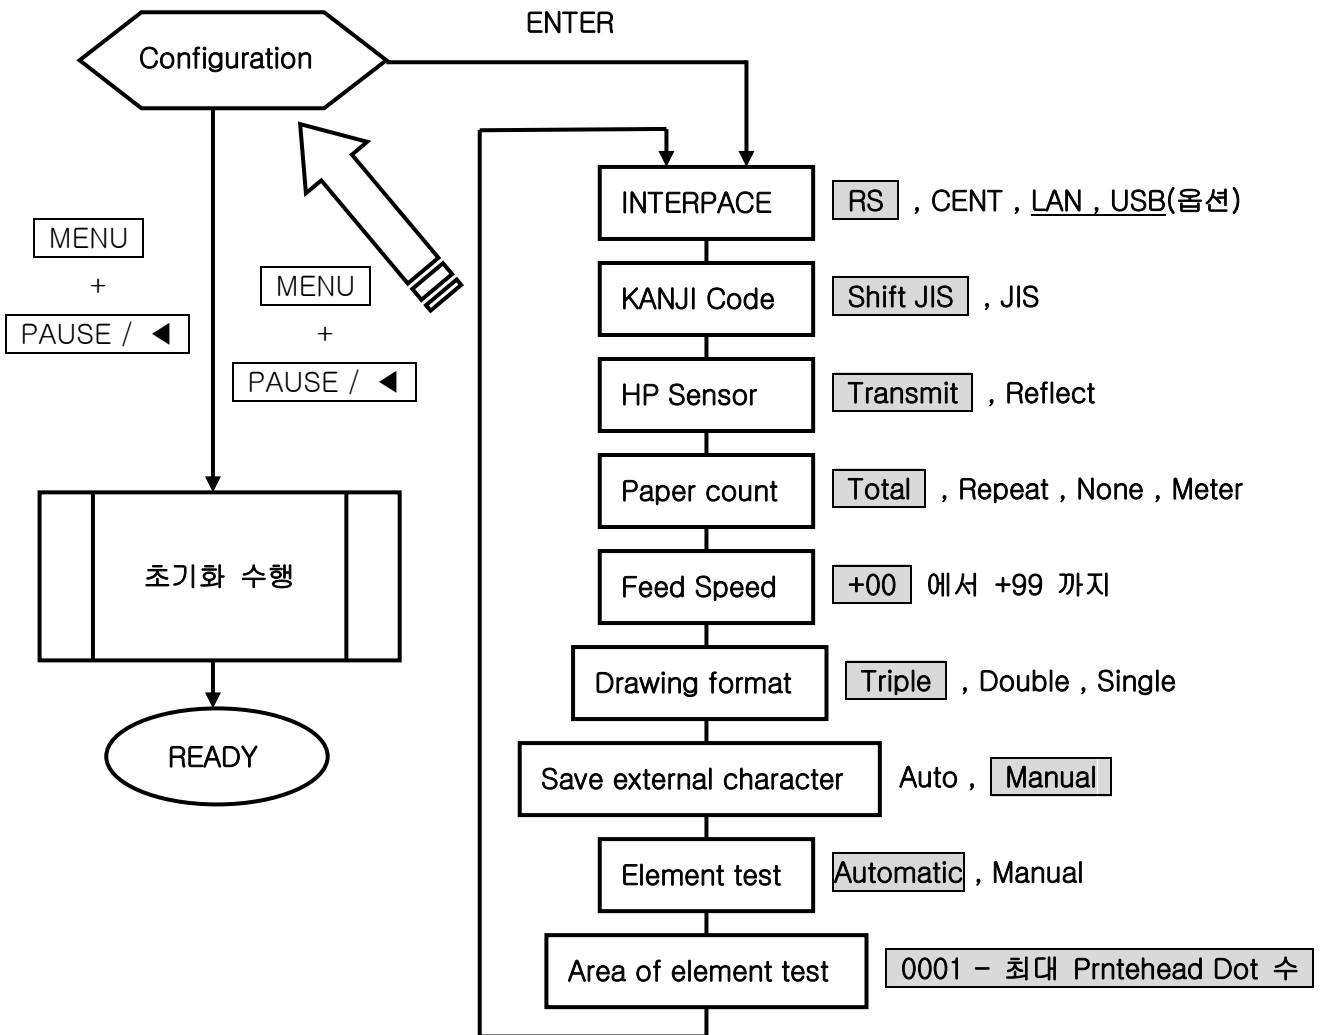 ENTER
Configuration
INTERPACE RS , CENT , LAN , USB(옵션)
MENU
+
PAUSE / ◀
MENU
+
PAUSE / ◀
KANJI Code Shift JIS , JIS
HP Sensor Transmit , Reflect
Paper count Total , Repeat , None , Meter
초기화 수행
Feed Speed +00 에서 +99 까지
Drawing format Triple , Double , Single
READY
Save external character Auto , Manual
Element test Automatic , Manual
Area of element test 0001 - 최대 Prntehead Dot 수